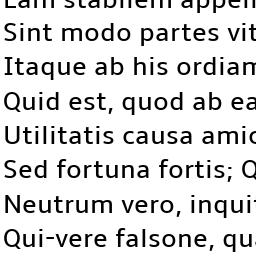 Eam stabilem appel
Sint modo partes vit
Itaque ab his ordiam
Quid est, quod ab ea
Utilitatis causa amic
Sed fortuna fortis; Q
Neutrum vero, inquit
Qui-vere falsone, qua